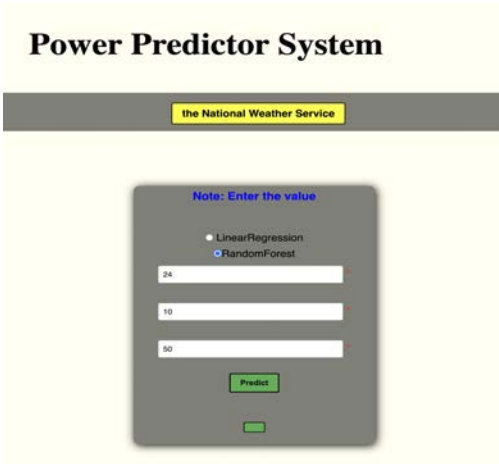 Power Predictor System
the National Weather Service
Note: Enter the value
LinearRegression
RandomForest
24 *
10 *
50 *
Predict